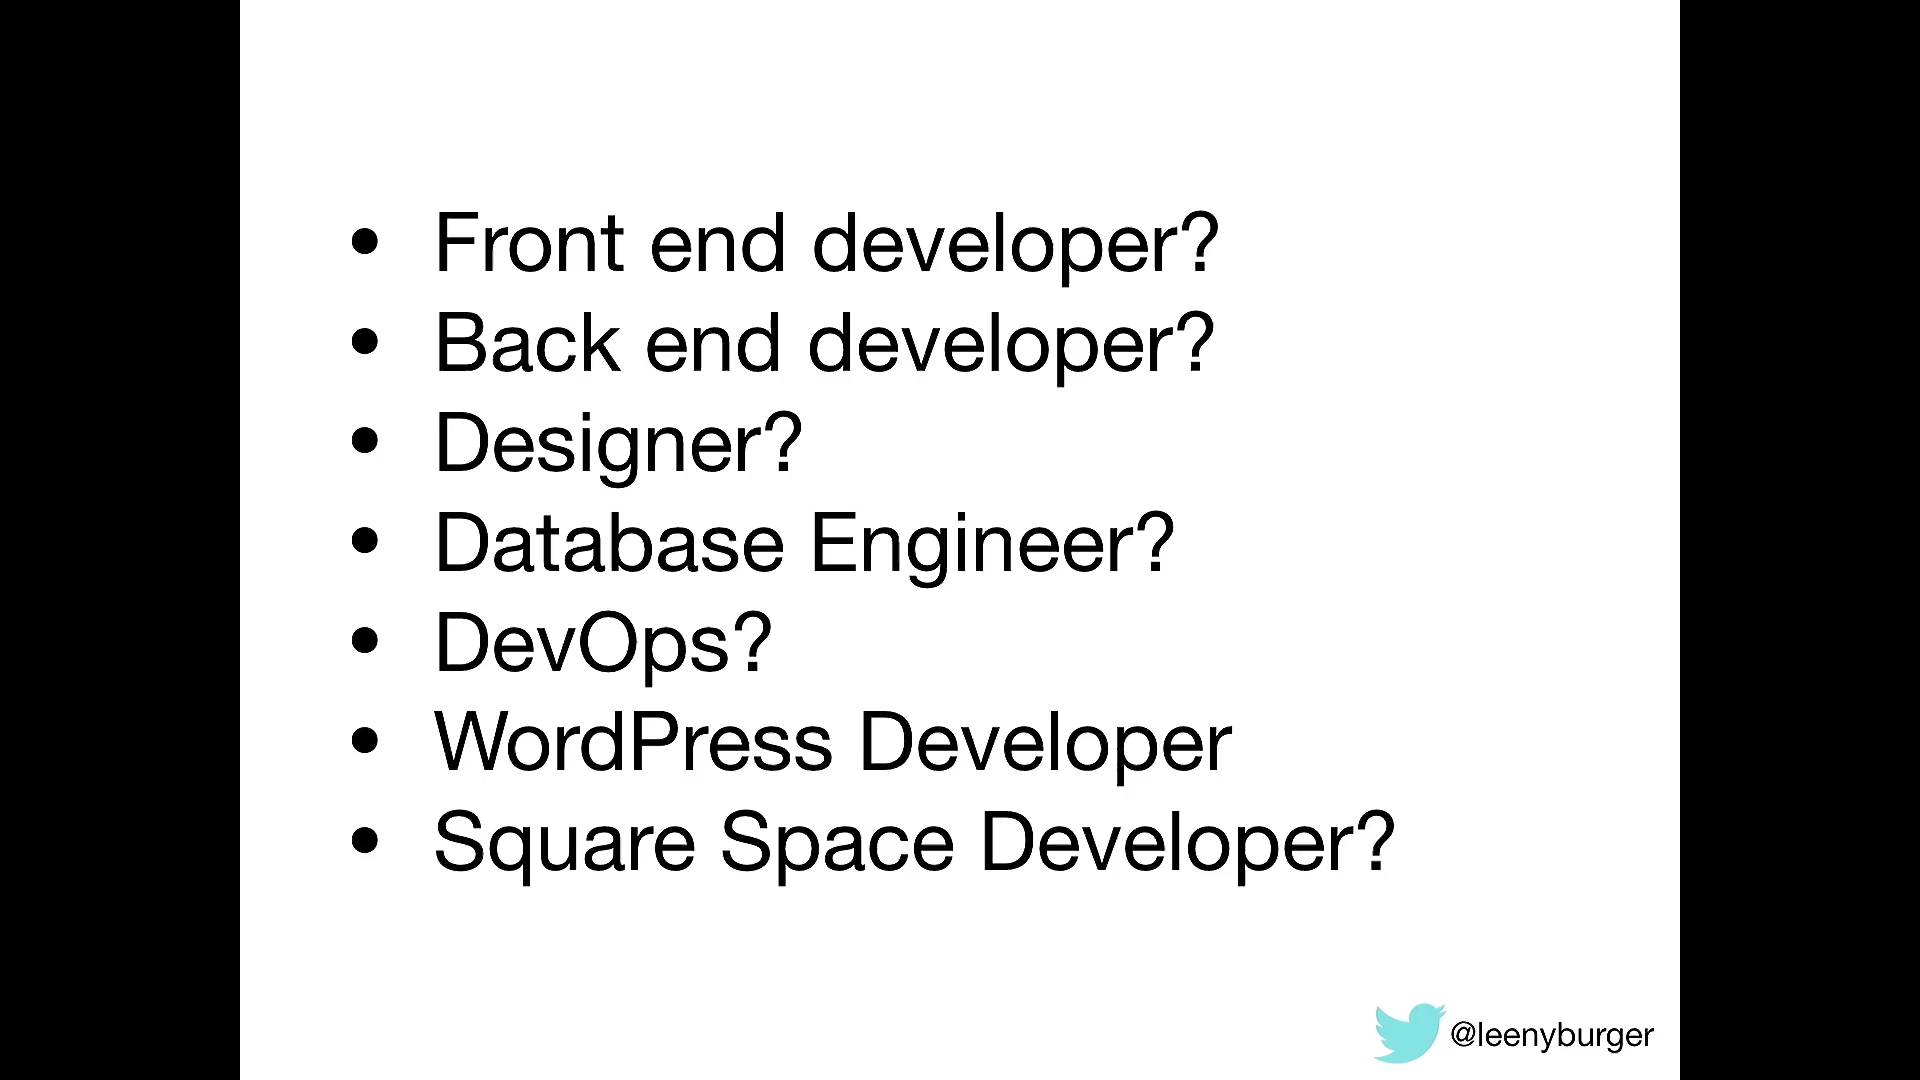 • Front end developer?
• Back end developer?
• Designer?
• Database Engineer?
• DevOps?
• WordPress Developer
• Square Space Developer?
@leenyburger